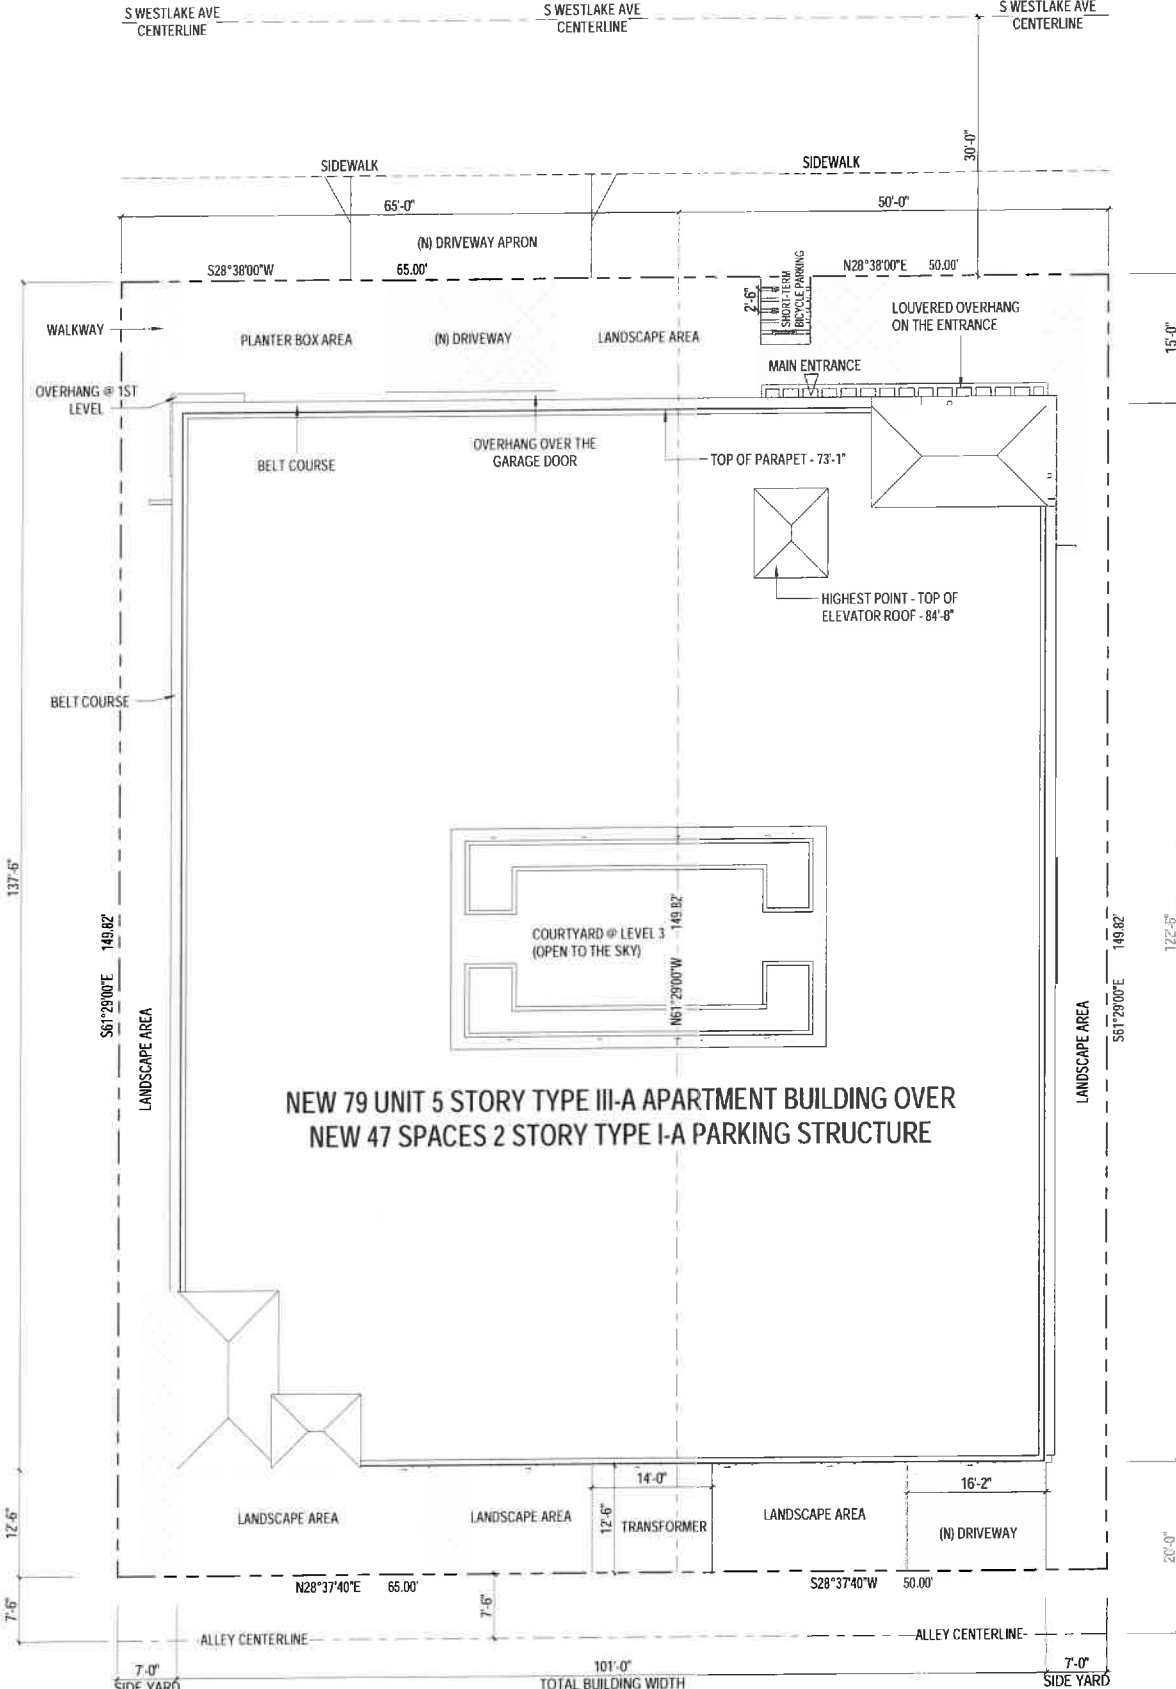 S WESTLAKE AVE
CENTERLINE
S WESTLAKE AVE
CENTERLINE
S WESTLAKE AVE
CENTERLINE
30'-0"
SIDEWALK
SIDEWALK
65'-0"
50'-0"
(N) DRIVEWAY APRON
S28°38'00"W
65.00'
N28°38'00"E
50.00'
WALKWAY
PLANTER BOX AREA
(N) DRIVEWAY
LANDSCAPE AREA
2'-6"
SHORT-TERM
BICYCLE PARKING
LOUVERED OVERHANG
ON THE ENTRANCE
15'-0"
MAIN ENTRANCE
OVERHANG @ 1ST
LEVEL
BELT COURSE
OVERHANG OVER THE
GARAGE DOOR
TOP OF PARAPET - 73'-1"
HIGHEST POINT - TOP OF
ELEVATOR ROOF - 84'-8"
BELT COURSE
137'-6"
S61°29'00"E 149.82'
LANDSCAPE AREA
COURTYARD @ LEVEL 3
(OPEN TO THE SKY)
N61°29'00"W 149.82'
LANDSCAPE AREA
S61°29'00"E 149.82'
122'-6"
NEW 79 UNIT 5 STORY TYPE III-A APARTMENT BUILDING OVER
NEW 47 SPACES 2 STORY TYPE I-A PARKING STRUCTURE
14'-0"
16'-2"
12'-6"
LANDSCAPE AREA
LANDSCAPE AREA
12'-6"
TRANSFORMER
LANDSCAPE AREA
(N) DRIVEWAY
20'-0"
N28°37'40"E
65.00'
S28°37'40"W
50.00'
7'-6"
7'-6"
ALLEY CENTERLINE
ALLEY CENTERLINE
7'-0"
SIDE YARD
101'-0"
TOTAL BUILDING WIDTH
7'-0"
SIDE YARD